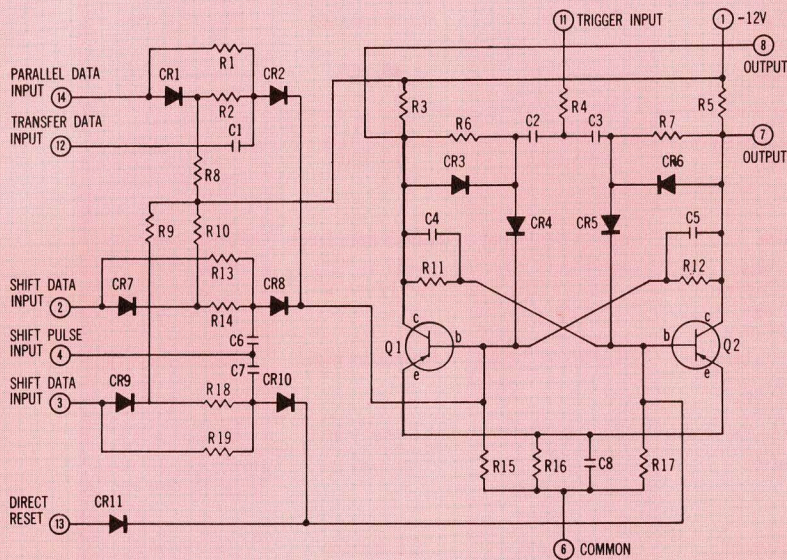 11 TRIGGER INPUT
1 -12V
8 OUTPUT
R1
PARALLEL DATA
INPUT 14
CR1
CR2
R2
TRANSFER DATA
INPUT 12
C1
R3
R4
R5
R6
C2
C3
R7
7 OUTPUT
R8
CR3
CR6
R9
R10
CR4
CR5
C4
C5
R13
R11
R12
SHIFT DATA
INPUT 2
CR7
CR8
R14
SHIFT PULSE
INPUT 4
C6
C7
c
c
Q1
b
b
Q2
e
e
SHIFT DATA
INPUT 3
CR9
R18
CR10
R19
R15
R16
C8
R17
DIRECT
RESET 13
CR11
6 COMMON